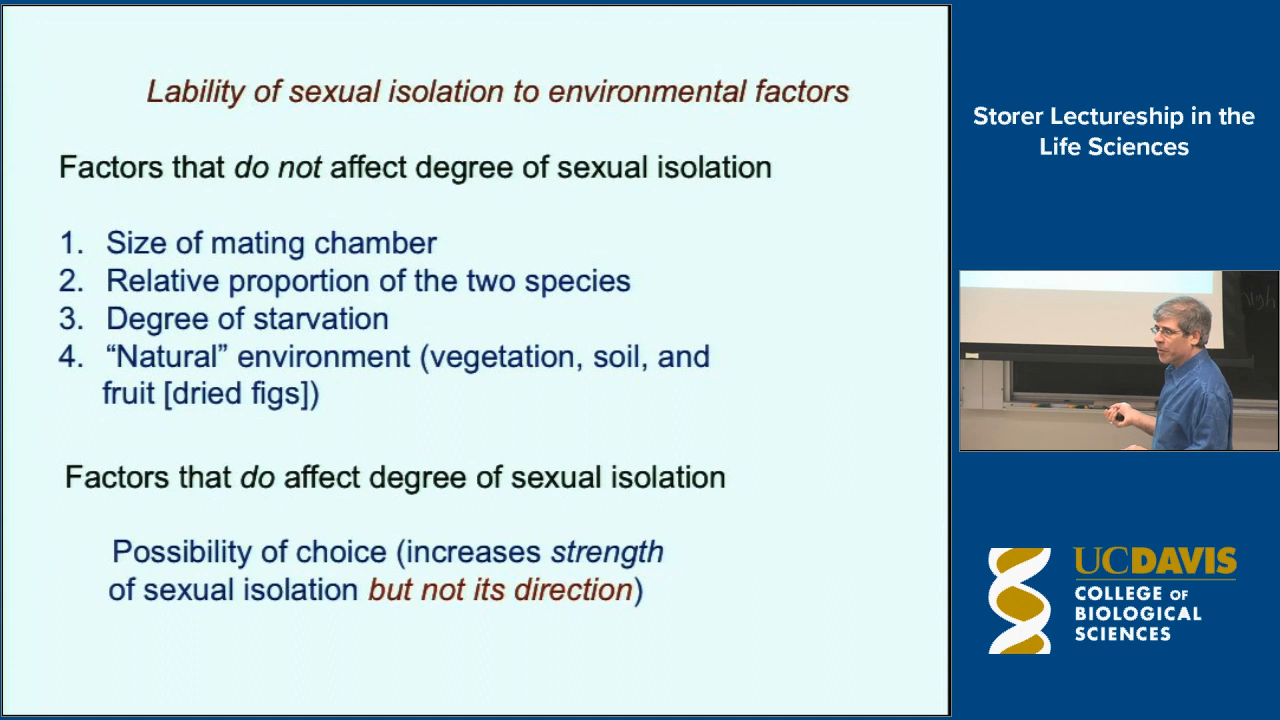 Lability of sexual isolation to environmental factors
Factors that do not affect degree of sexual isolation
1. Size of mating chamber
2. Relative proportion of the two species
3. Degree of starvation
4. “Natural” environment (vegetation, soil, and
fruit [dried figs])
Factors that do affect degree of sexual isolation
Possibility of choice (increases strength
of sexual isolation but not its direction)
Storer Lectureship in the
Life Sciences
UCDAVIS
COLLEGE OF
BIOLOGICAL
SCIENCES